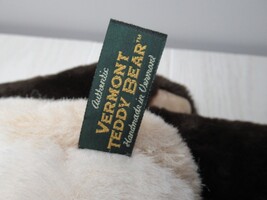 Authentic
VERMONT
TEDDY BEAR™
Handmade in Vermont